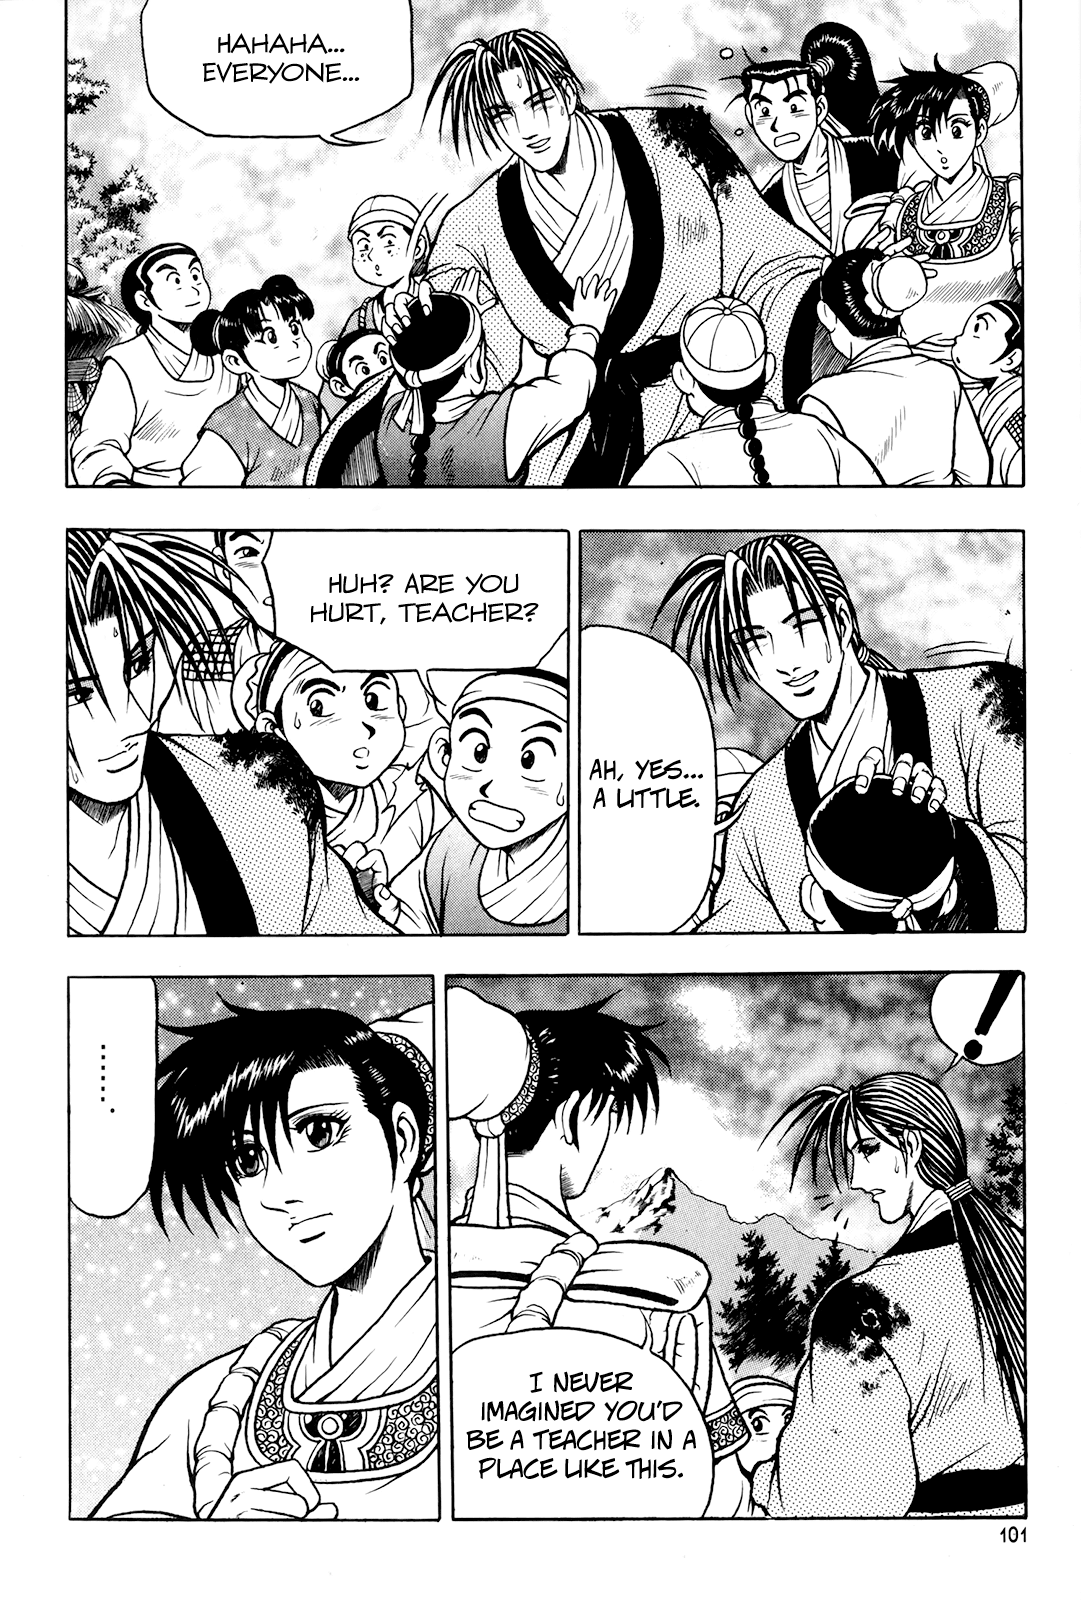 HAHAHA...
EVERYONE...
HUH? ARE YOU
HURT, TEACHER?
AH, YES...
A LITTLE.
......
!
I NEVER
IMAGINED YOU'D
BE A TEACHER IN A
PLACE LIKE THIS.
101